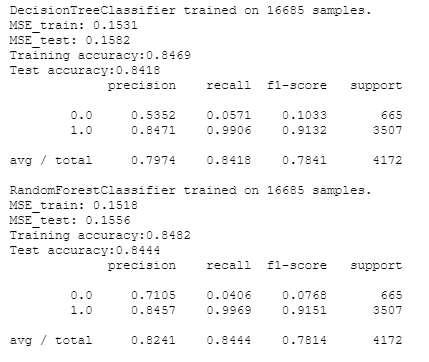 DecisionTreeClassifier trained on 16685 samples.
MSE_train: 0.1531
MSE_test: 0.1582
Training accuracy:0.8469
Test accuracy:0.8418
precision recall f1-score support
0.0 0.5352 0.0571 0.1033 665
1.0 0.8471 0.9906 0.9132 3507
avg / total 0.7974 0.8418 0.7841 4172
RandomForestClassifier trained on 16685 samples.
MSE_train: 0.1518
MSE_test: 0.1556
Training accuracy:0.8482
Test accuracy:0.8444
precision recall f1-score support
0.0 0.7105 0.0406 0.0768 665
1.0 0.8457 0.9969 0.9151 3507
avg / total 0.8241 0.8444 0.7814 4172